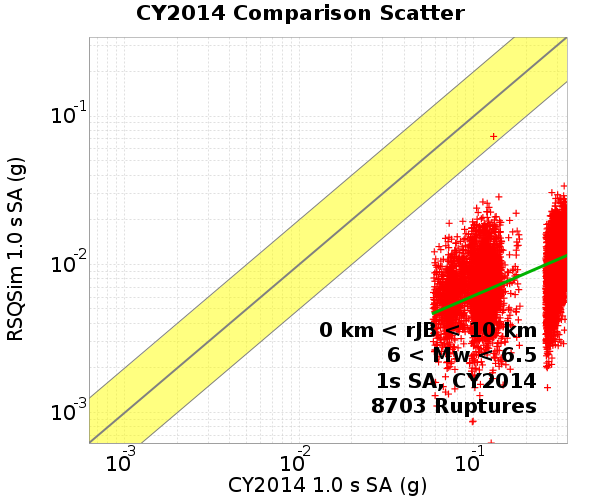 CY2014 Comparison Scatter
RSQSim 1.0 s SA (g)
10-1
10-2
10-3
0 km < rJB < 10 km
6 < Mw < 6.5
1s SA, CY2014
8703 Ruptures
10-3 10-2 10-1
CY2014 1.0 s SA (g)